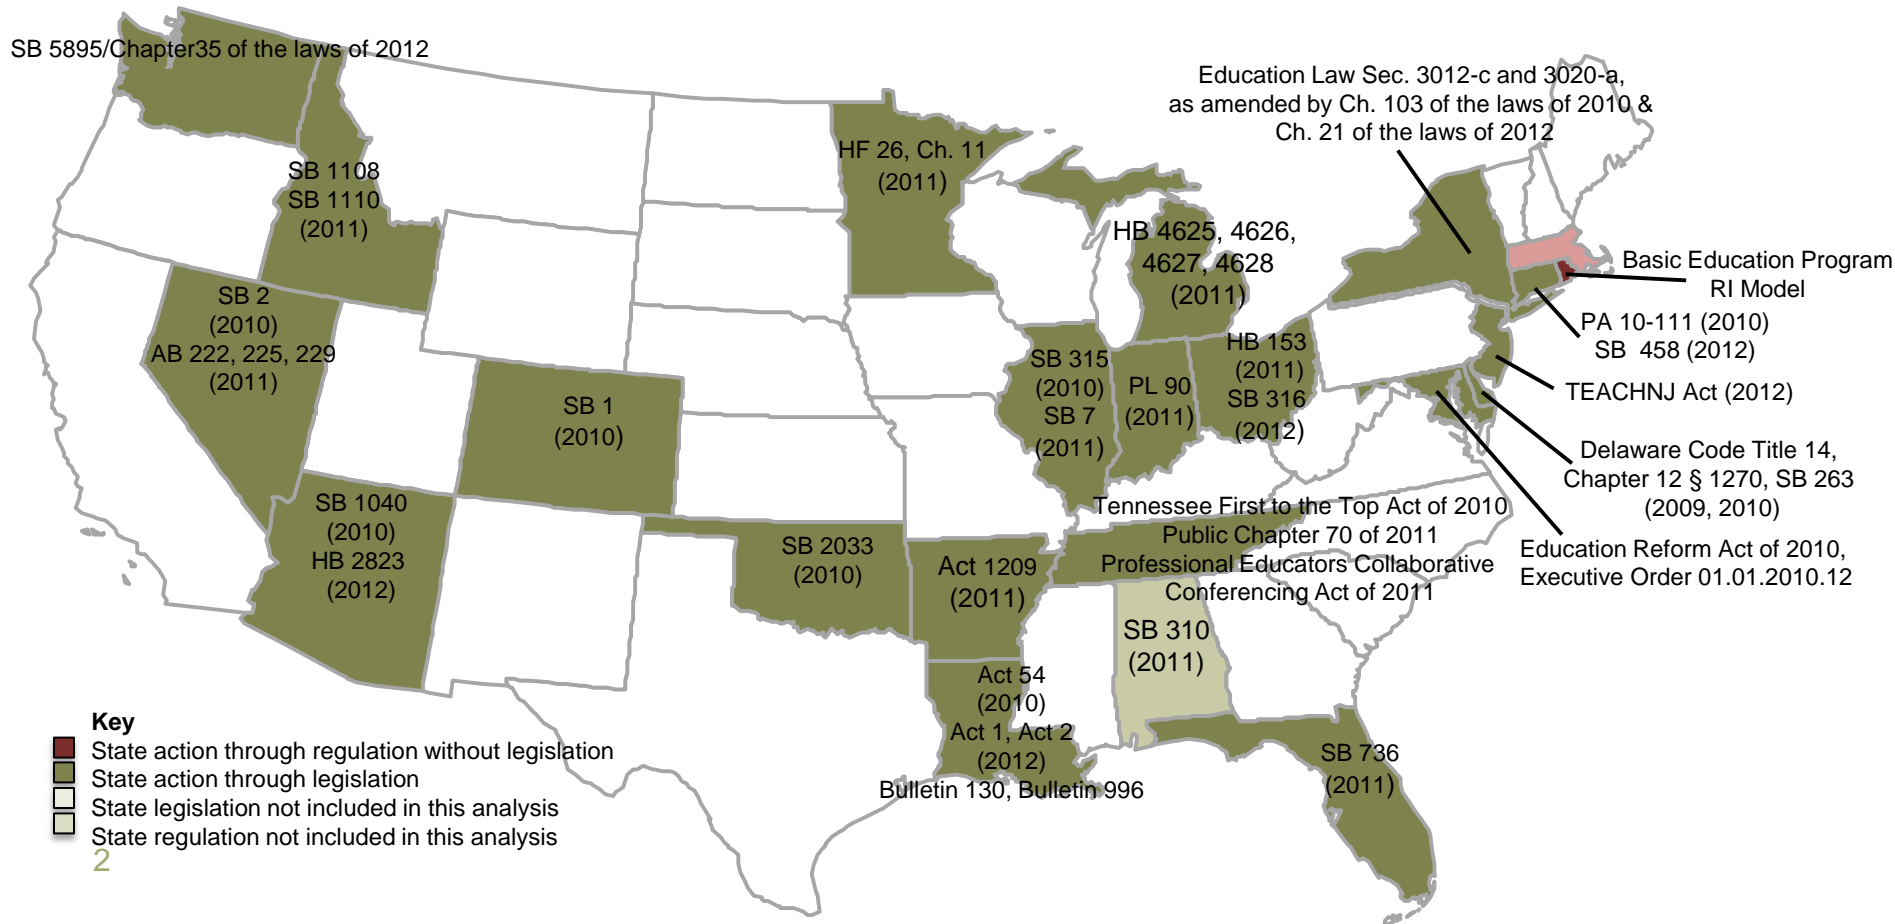 SB 5895/Chapter35 of the laws of 2012
Education Law Sec. 3012-c and 3020-a,
as amended by Ch. 103 of the laws of 2010 &
Ch. 21 of the laws of 2012
HF 26, Ch. 11
(2011)
SB 1108
SB 1110
(2011)
HB 4625, 4626,
4627, 4628
(2011)
Basic Education Program
RI Model
SB 2
(2010)
AB 222, 225, 229
(2011)
PA 10-111 (2010)
SB 458 (2012)
SB 315
(2010)
SB 7
(2011)
PL 90
(2011)
HB 153
(2011)
SB 316
(2012)
TEACHNJ Act (2012)
SB 1
(2010)
Delaware Code Title 14,
Chapter 12 § 1270, SB 263
(2009, 2010)
SB 1040
(2010)
HB 2823
(2012)
Tennessee First to the Top Act of 2010
Public Chapter 70 of 2011
Professional Educators Collaborative
Conferencing Act of 2011
Education Reform Act of 2010,
Executive Order 01.01.2010.12
SB 2033
(2010)
Act 1209
(2011)
SB 310
(2011)
Act 54
(2010)
Act 1, Act 2
(2012)
Bulletin 130, Bulletin 996
SB 736
(2011)
Key
State action through regulation without legislation
State action through legislation
State legislation not included in this analysis
State regulation not included in this analysis
2